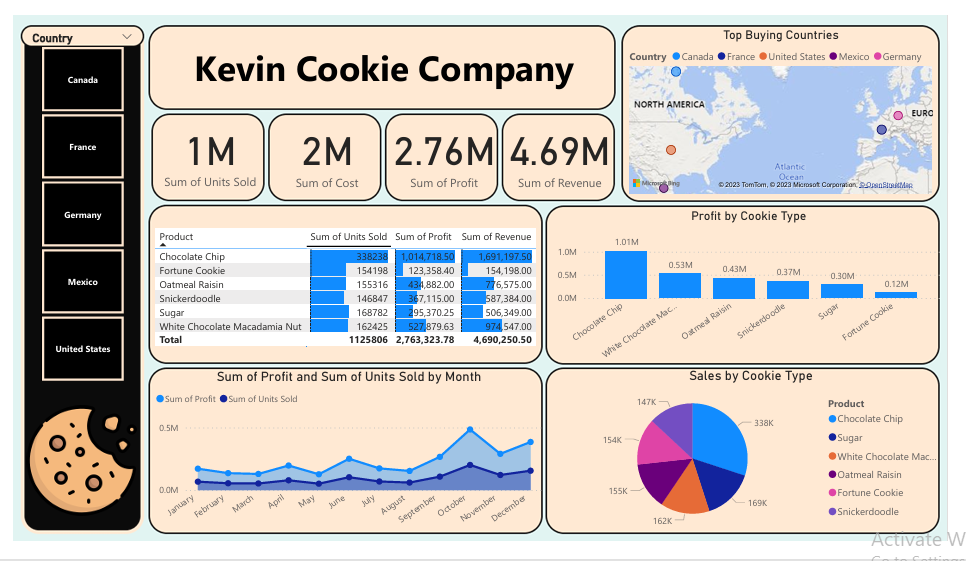 Country
Canada
France
Germany
Mexico
United States
Kevin Cookie Company
1M
Sum of Units Sold
2M
Sum of Cost
2.76M
Sum of Profit
4.69M
Sum of Revenue
Top Buying Countries
Country Canada France United States Mexico Germany
NORTH AMERICA
EURO
Atlantic
Ocean
Microsoft Bing
© 2023 TomTom, © 2023 Microsoft Corporation, © OpenStreetMap
Product Sum of Units Sold Sum of Profit Sum of Revenue
Chocolate Chip 338238 1,014,718.50 1,691,197.50
Fortune Cookie 154198 123,358.40 154,198.00
Oatmeal Raisin 155316 434,882.00 776,575.00
Snickerdoodle 146847 367,115.00 587,384.00
Sugar 168782 295,370.25 506,349.00
White Chocolate Macadamia Nut 162425 527,879.63 974,547.00
Total 1125806 2,763,323.78 4,690,250.50
Profit by Cookie Type
1.0M
0.5M
0.0M
1.01M
0.53M
0.43M
0.37M
0.30M
0.12M
Chocolate Chip
White Chocolate Mac...
Oatmeal Raisin
Snickerdoodle
Sugar
Fortune Cookie
Sum of Profit and Sum of Units Sold by Month
Sum of Profit Sum of Units Sold
0.5M
0.0M
January
February
March
April
May
June
July
August
September
October
November
December
Sales by Cookie Type
147K
154K
155K
162K
169K
338K
Product
Chocolate Chip
Sugar
White Chocolate Mac...
Oatmeal Raisin
Fortune Cookie
Snickerdoodle
Activate W
Go to Settings